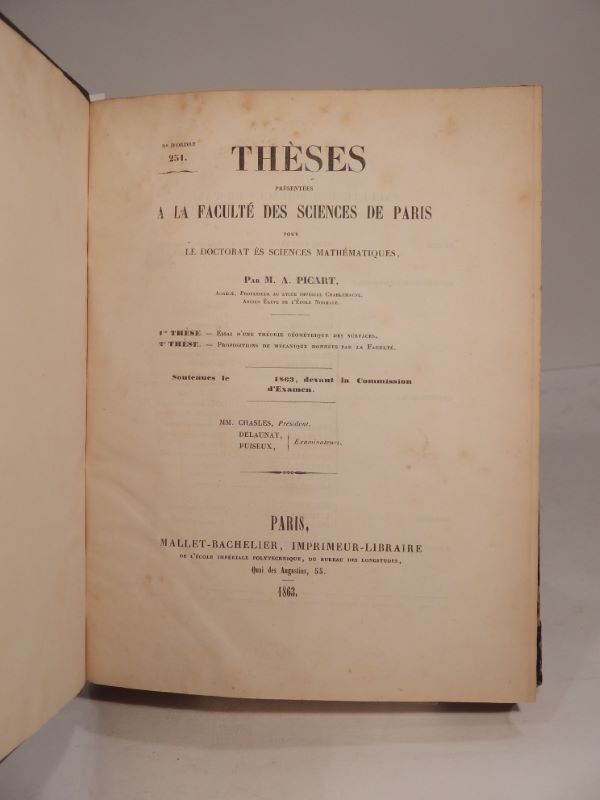 N° D'ORDRE
251.
THÈSES
PRÉSENTÉES
A LA FACULTÉ DES SCIENCES DE PARIS
POUR
LE DOCTORAT ÈS SCIENCES MATHÉMATIQUES,
PAR M. A. PICART,
AGRÉGÉ, PROFESSEUR AU LYCÉE IMPÉRIAL CHARLEMAGNE,
ANCIEN ÉLÈVE DE L'ÉCOLE NORMALE.
1re THÈSE. — ESSAI D'UNE THÉORIE GÉOMÉTRIQUE DES SURFACES.
2e THÈSE. — PROPOSITIONS DE MÉCANIQUE DONNÉES PAR LA FACULTÉ.
Soutenues le 1863, devant la Commission
d'Examen.
MM. CHASLES, Président.
DELAUNAY,
PUISEUX, Examinateurs.
PARIS,
MALLET-BACHELIER, IMPRIMEUR-LIBRAIRE
DE L'ÉCOLE IMPÉRIALE POLYTECHNIQUE, DU BUREAU DES LONGITUDES,
Quai des Augustins, 55.
1863.